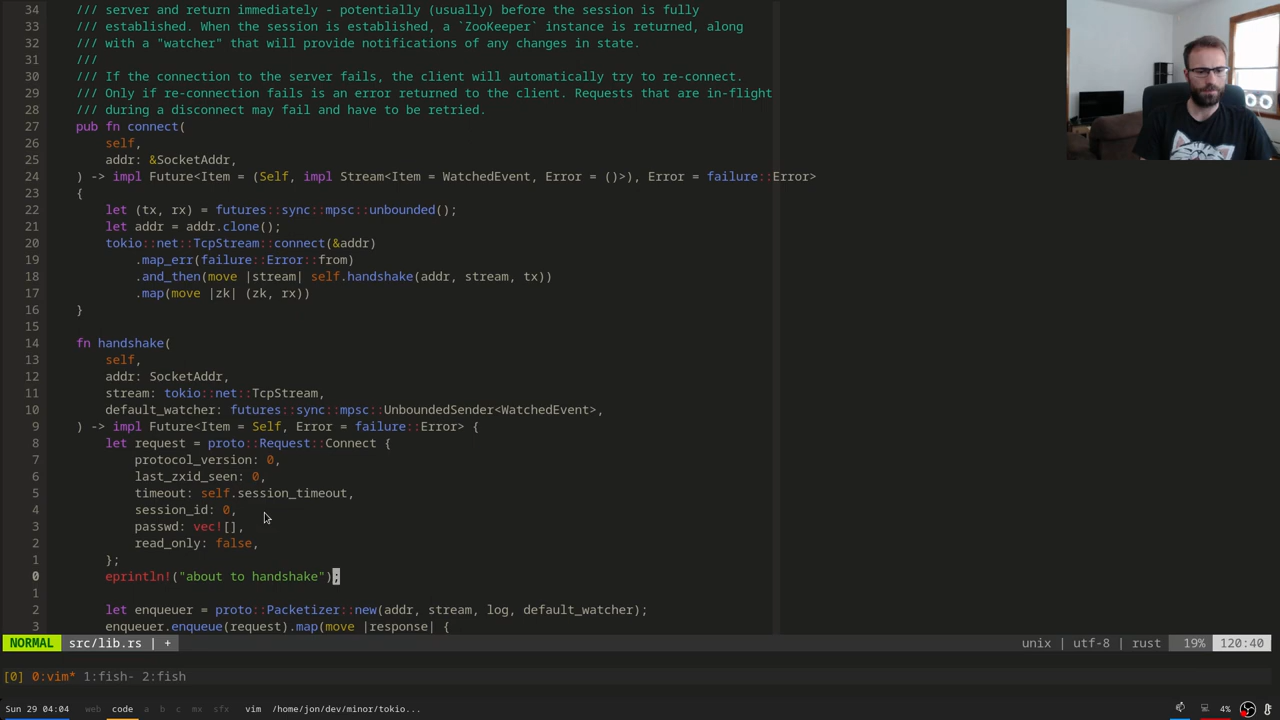 34 /// server and return immediately - potentially (usually) before the session is fully
33 /// established. When the session is established, a `ZooKeeper` instance is returned, along
32 /// with a "watcher" that will provide notifications of any changes in state.
31 ///
30 /// If the connection to the server fails, the client will automatically try to re-connect.
29 /// Only if re-connection fails is an error returned to the client. Requests that are in-flight
28 /// during a disconnect may fail and have to be retried.
27 pub fn connect(
26 self,
25 addr: &SocketAddr,
24 ) -> impl Future<Item = (Self, impl Stream<Item = WatchedEvent, Error = ()>), Error = failure::Error>
23 {
22 let (tx, rx) = futures::sync::mpsc::unbounded();
21 let addr = addr.clone();
20 tokio::net::TcpStream::connect(&addr)
19 .map_err(failure::Error::from)
18 .and_then(move |stream| self.handshake(addr, stream, tx))
17 .map(move |zk| (zk, rx))
16 }
15
14 fn handshake(
13 self,
12 addr: SocketAddr,
11 stream: tokio::net::TcpStream,
10 default_watcher: futures::sync::mpsc::UnboundedSender<WatchedEvent>,
9 ) -> impl Future<Item = Self, Error = failure::Error> {
8 let request = proto::Request::Connect {
7 protocol_version: 0,
6 last_zxid_seen: 0,
5 timeout: self.session_timeout,
4 session_id: 0,
3 passwd: vec![],
2 read_only: false,
1 };
0 eprintln!("about to handshake");
1
2 let enqueuer = proto::Packetizer::new(addr, stream, log, default_watcher);
3 enqueuer.enqueue(request).map(move |response| {
NORMAL src/lib.rs | + unix | utf-8 | rust 19% 120:40
[0] 0:vim* 1:fish- 2:fish
Sun 29 04:04 web code a b c mx sfx vim /home/jon/dev/minor/tokio... 4%